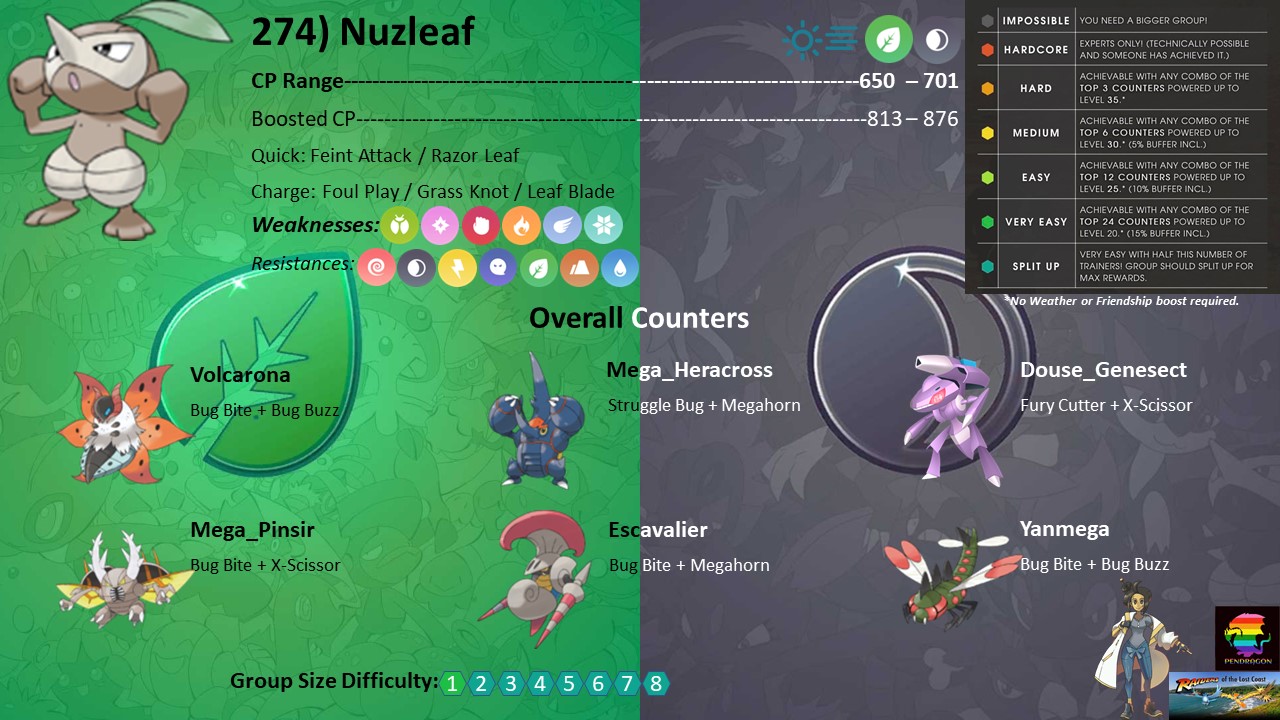 274) Nuzleaf
CP Range------------------------------------------------------------------------------650 – 701
Boosted CP-----------------------------------------------------------------------------813 – 876
Quick: Feint Attack / Razor Leaf
Charge: Foul Play / Grass Knot / Leaf Blade
Weaknesses:
Resistances:
IMPOSSIBLE YOU NEED A BIGGER GROUP!
HARDCORE EXPERTS ONLY! (TECHNICALLY POSSIBLE
AND SOMEONE HAS ACHIEVED IT.)
HARD ACHIEVABLE WITH ANY COMBO OF THE
TOP 3 COUNTERS POWERED UP TO
LEVEL 35.*
MEDIUM ACHIEVABLE WITH ANY COMBO OF THE
TOP 6 COUNTERS POWERED UP TO
LEVEL 30.* (5% BUFFER INCL.)
EASY ACHIEVABLE WITH ANY COMBO OF THE
TOP 12 COUNTERS POWERED UP TO
LEVEL 25.* (10% BUFFER INCL.)
VERY EASY ACHIEVABLE WITH ANY COMBO OF THE
TOP 24 COUNTERS POWERED UP TO
LEVEL 20.* (15% BUFFER INCL.)
SPLIT UP VERY EASY WITH HALF THIS NUMBER OF
TRAINERS! GROUP SHOULD SPLIT UP FOR
MAX REWARDS.
*No Weather or Friendship boost required.
Overall Counters
Volcarona
Bug Bite + Bug Buzz
Mega_Heracross
Struggle Bug + Megahorn
Douse_Genesect
Fury Cutter + X-Scissor
Mega_Pinsir
Bug Bite + X-Scissor
Escavalier
Bug Bite + Megahorn
Yanmega
Bug Bite + Bug Buzz
Group Size Difficulty: 1 2 3 4 5 6 7 8
PENDRAGON
RAIDERS of the Lost Coast